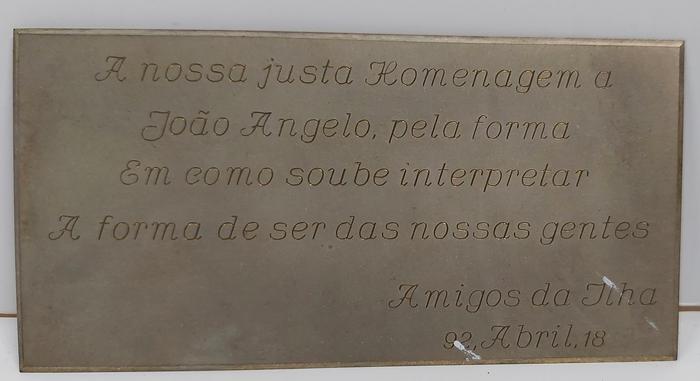 A nossa justa Homenagem a
João Angelo, pela forma
Em como soube interpretar
A forma de ser das nossas gentes
Amigos da Ilha
92, Abril, 18